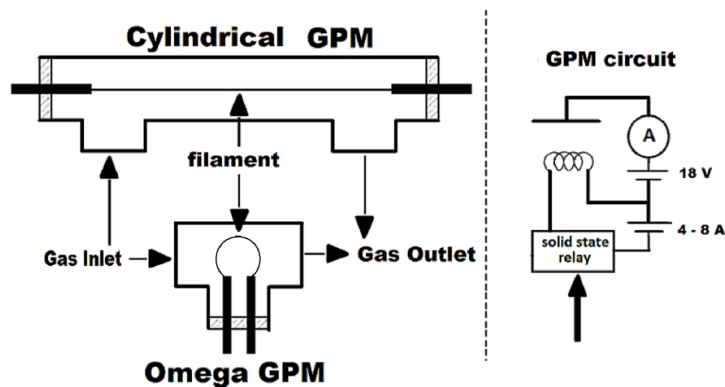 Cylindrical GPM
filament
Gas Inlet
Gas Outlet
Omega GPM
GPM circuit
A
18 V
4 - 8 A
solid state
relay